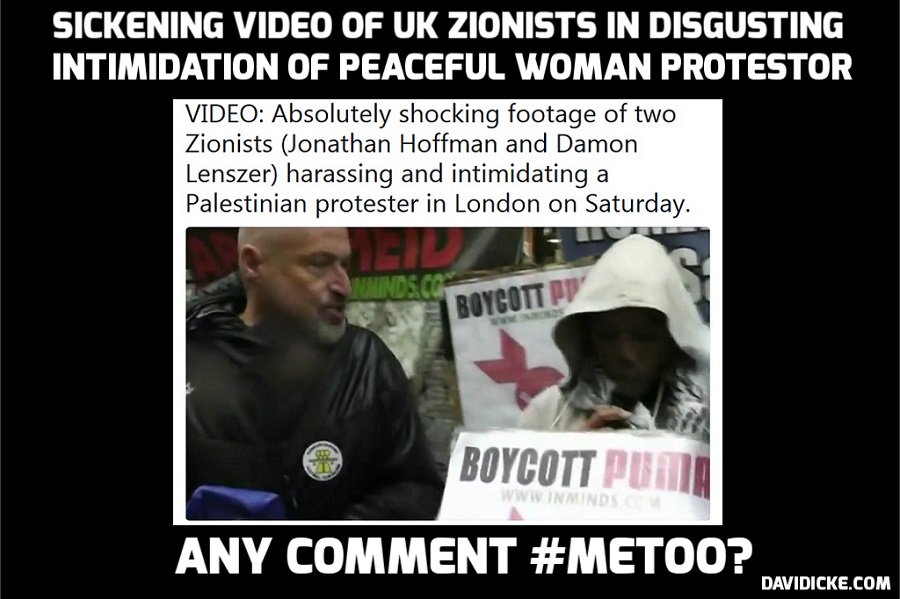 SICKENING VIDEO OF UK ZIONISTS IN DISGUSTING
INTIMIDATION OF PEACEFUL WOMAN PROTESTOR
VIDEO: Absolutely shocking footage of two
Zionists (Jonathan Hoffman and Damon
Lenszer) harassing and intimidating a
Palestinian protester in London on Saturday.
INMINDS.CO
BOYCOTT PU
BOYCOTT PUMA
WWW.INMINDS.COM
ANY COMMENT #METOO?
DAVIDICKE.COM